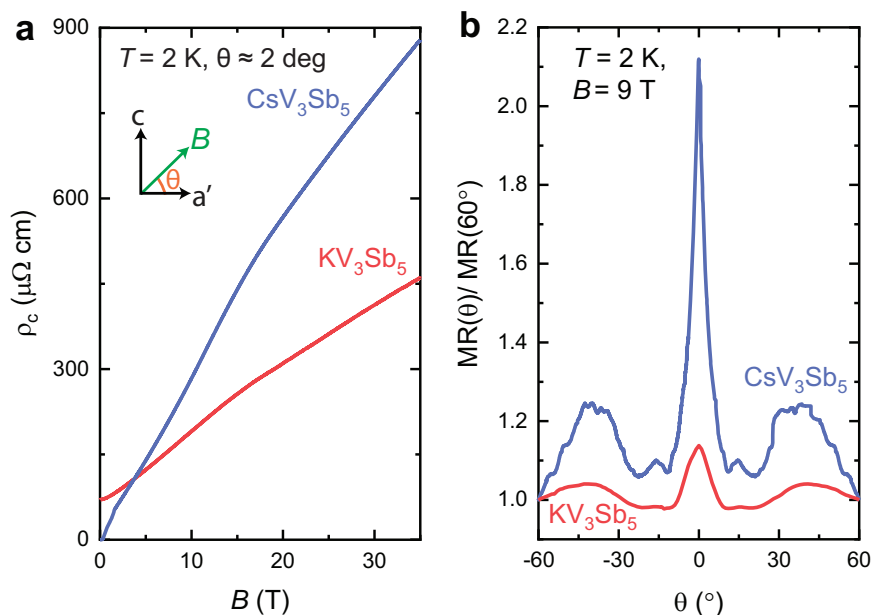 a
T = 2 K, θ ≈ 2 deg
CsV₃Sb₅
c
B
θ
a′
KV₃Sb₅
ρc (μΩ cm)
900
600
300
0
0
10
20
30
B (T)
b
T = 2 K,
B = 9 T
CsV₃Sb₅
KV₃Sb₅
MR(θ)/ MR(60°)
2.2
2.0
1.8
1.6
1.4
1.2
1.0
-60
-30
0
30
60
θ (°)